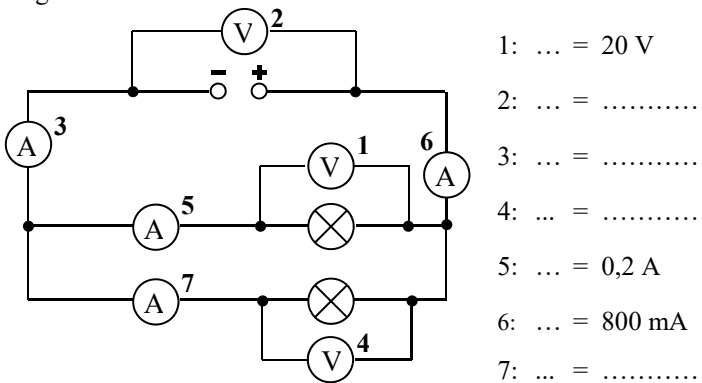 V 2
- +
A 3
V 1
6 A
A 5
A 7
V 4
1: … = 20 V
2: … = ………..
3: … = ………..
4: ... = ………..
5: … = 0,2 A
6: … = 800 mA
7: ... = ………..